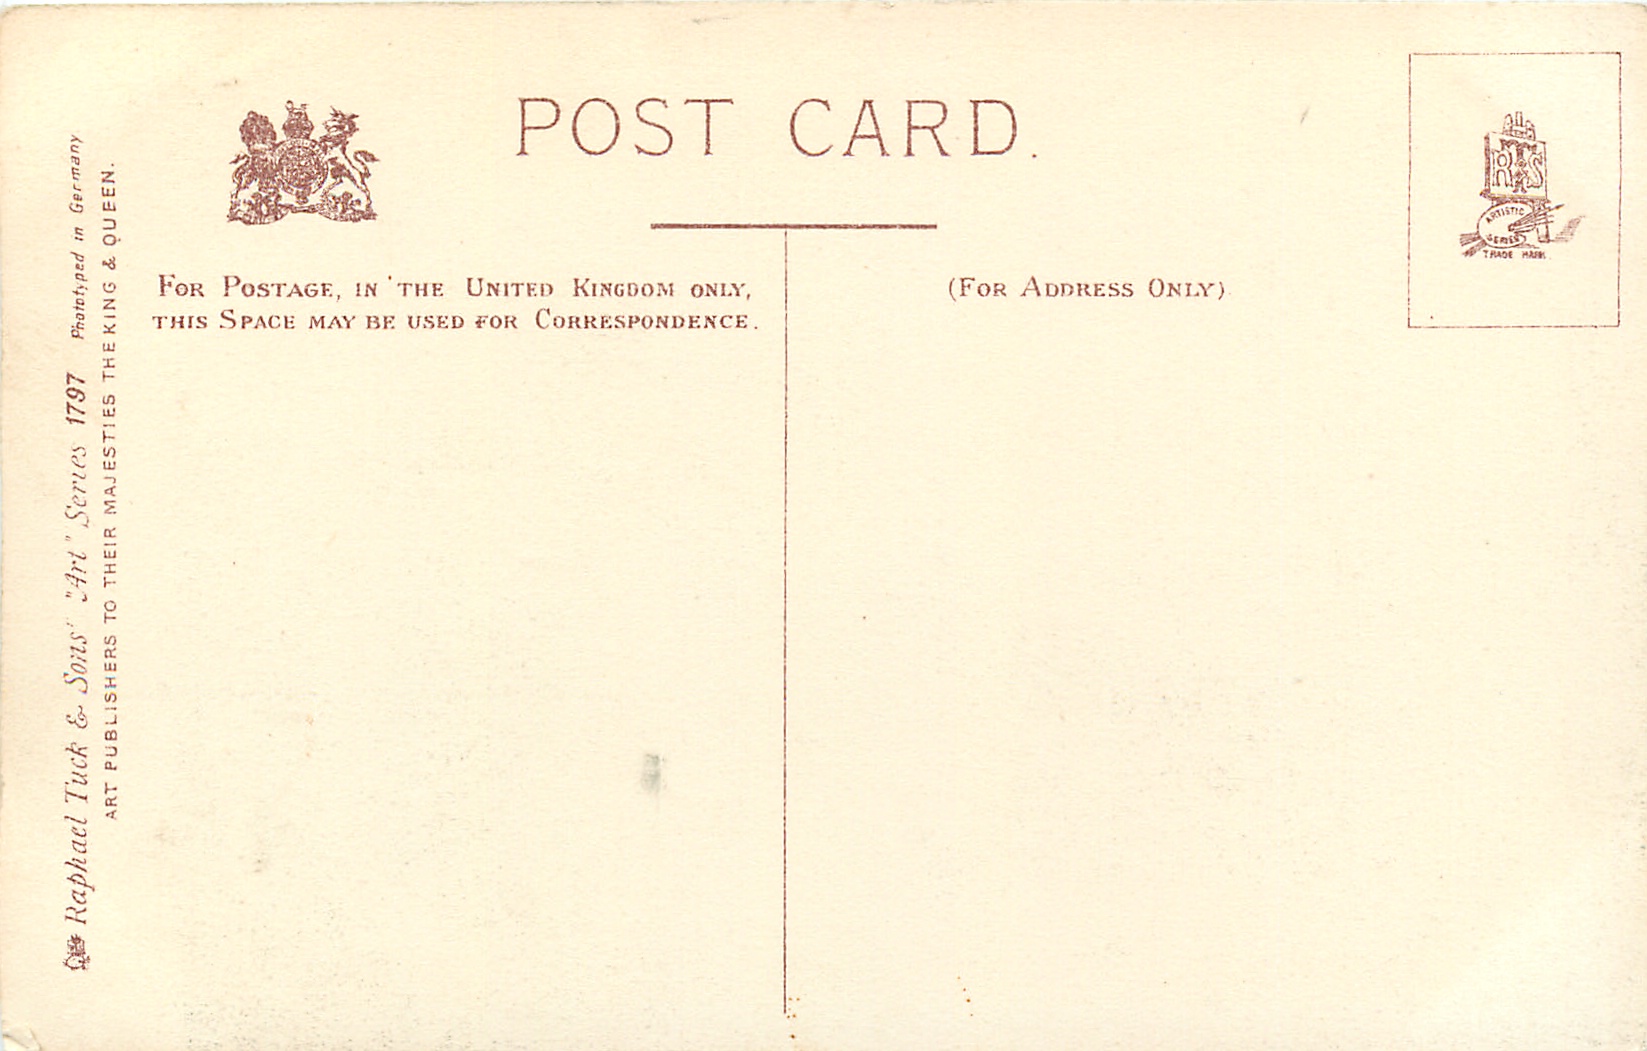 POST CARD.
FOR POSTAGE, IN THE UNITED KINGDOM ONLY,
THIS SPACE MAY BE USED FOR CORRESPONDENCE.
(FOR ADDRESS ONLY)
RTS
ARTISTIC
SERIES
TRADE MARK.
Raphael Tuck & Sons' "Art" Series 1797 Phototyped in Germany
ART PUBLISHERS TO THEIR MAJESTIES THE KING & QUEEN.